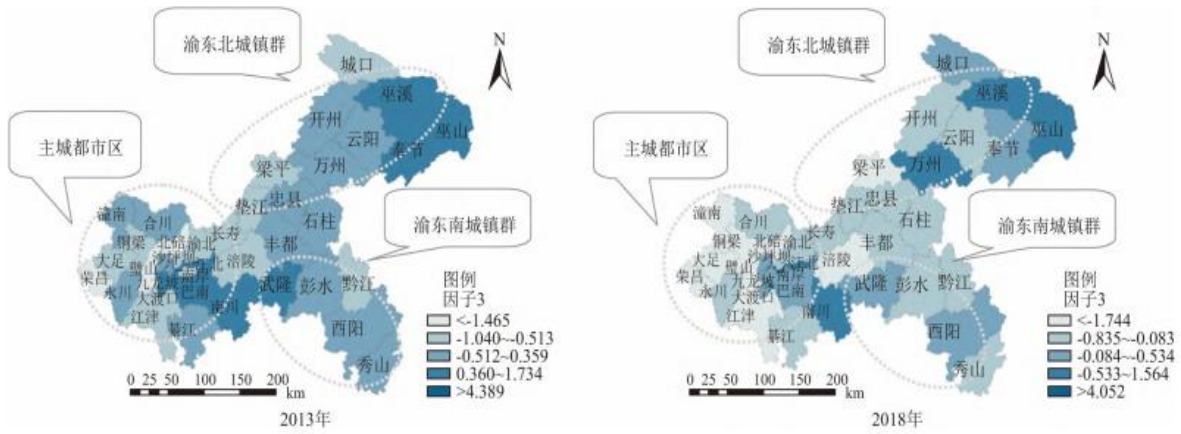 渝东北城镇群
N
城口
巫溪
开州
云阳
巫山
奉节
主城都市区
万州
梁平
忠县
垫江
石柱
渝东南城镇群
潼南
合川
长寿
丰都
铜梁
北碚
渝北
大足
沙坪坝
北
涪陵
璧山
荣昌
九龙坡
巴南
武隆
彭水
黔江
永川
大渡口
南川
江津
綦江
酉阳
秀山
图例
因子3
<-1.465
-1.040~-0.513
-0.512~0.359
0.360~1.734
>4.389
0 25 50 100 150 200
km
2013年
渝东北城镇群
N
城口
巫溪
开州
云阳
巫山
奉节
主城都市区
万州
梁平
忠县
垫江
石柱
渝东南城镇群
潼南
合川
长寿
丰都
铜梁
北碚
渝北
大足
沙坪坝
北
涪陵
璧山
荣昌
九龙坡
巴南
武隆
彭水
黔江
永川
大渡口
南川
江津
綦江
酉阳
秀山
图例
因子3
<-1.744
-0.835~-0.083
-0.084~-0.534
-0.533~1.564
>4.052
0 25 50 100 150 200
km
2018年